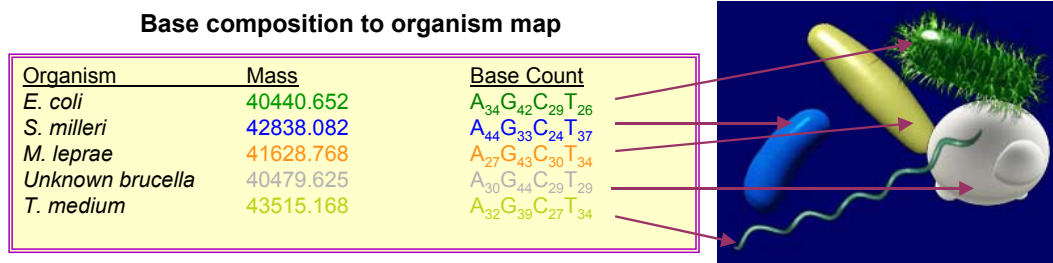 Base composition to organism map
Organism Mass Base Count
E. coli 40440.652 A34G42C29T26
S. milleri 42838.082 A44G33C24T37
M. leprae 41628.768 A27G43C30T34
Unknown brucella 40479.625 A30G44C29T29
T. medium 43515.168 A32G39C27T34